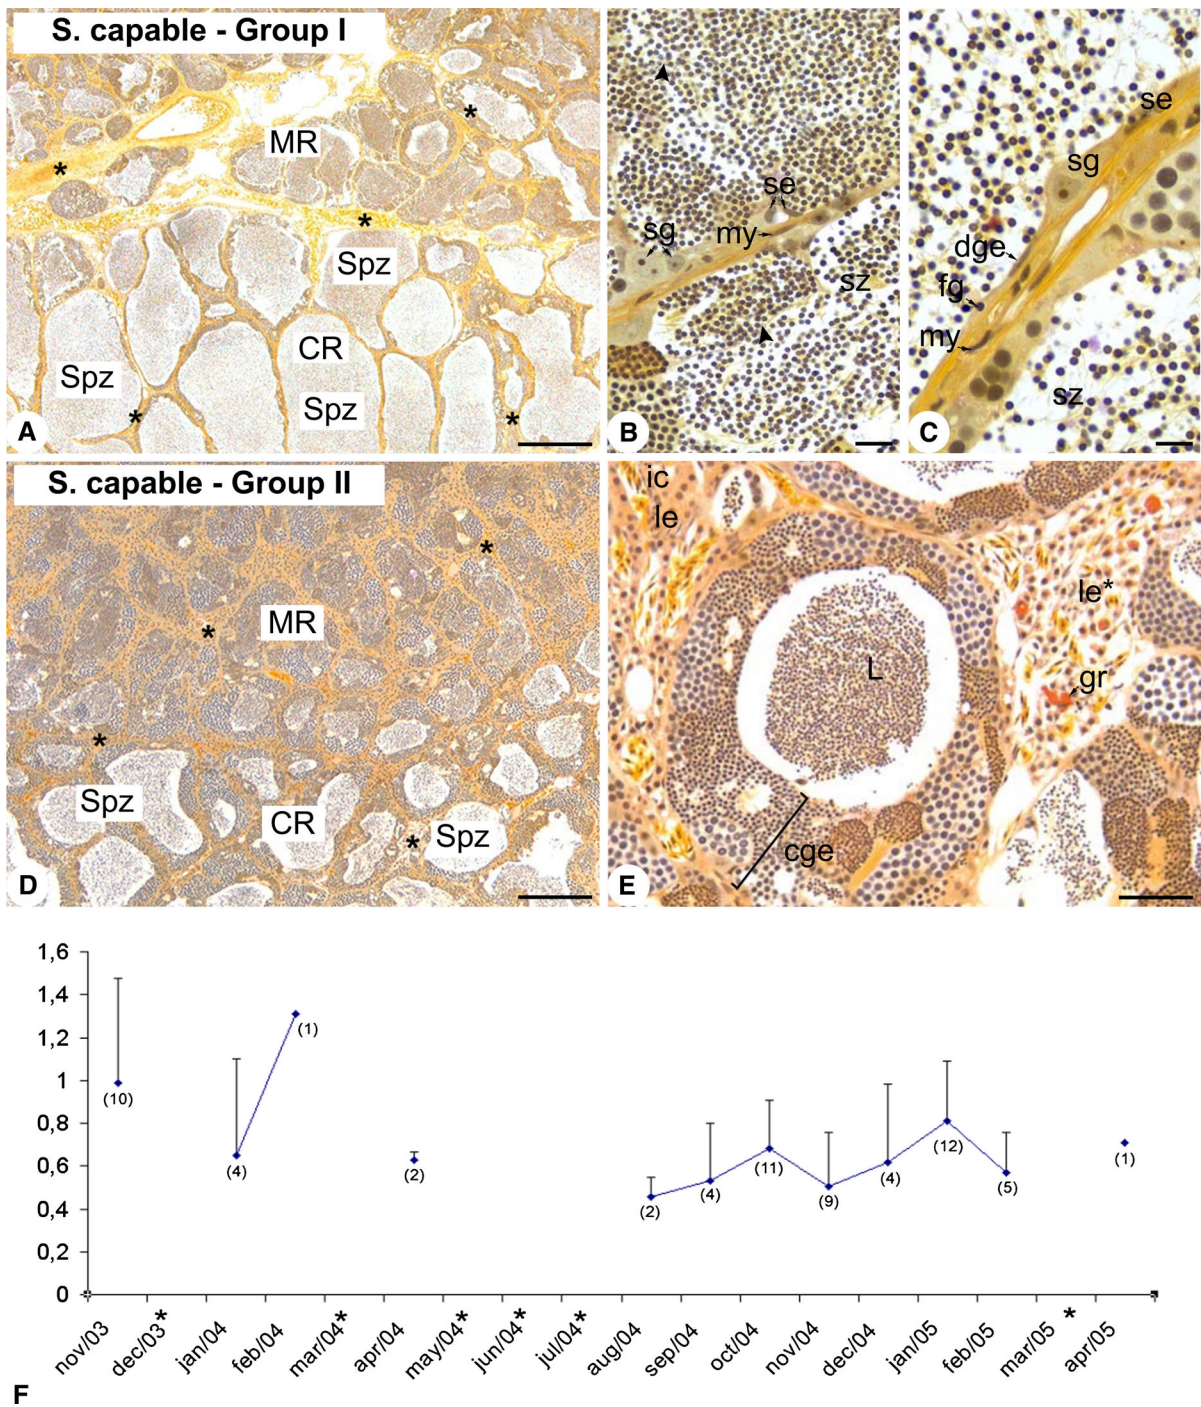 S. capable - Group I
*
MR
*
*
Spz
CR
Spz
Spz
*
*
A
se
sg
my
sz
B
se
sg
dge
fg
my
sz
C
S. capable - Group II
*
MR
*
*
Spz
CR
Spz
*
D
ic
le
le*
L
gr
cge
E
1,6
1,4
1,2
1
0,8
0,6
0,4
0,2
0
(10)
(4)
(1)
(2)
(2)
(4)
(11)
(9)
(4)
(12)
(5)
(1)
nov/03
dec/03*
jan/04
feb/04
mar/04*
apr/04
may/04*
jun/04*
jul/04*
aug/04
sep/04
oct/04
nov/04
dec/04
jan/05
feb/05
mar/05 *
apr/05
F